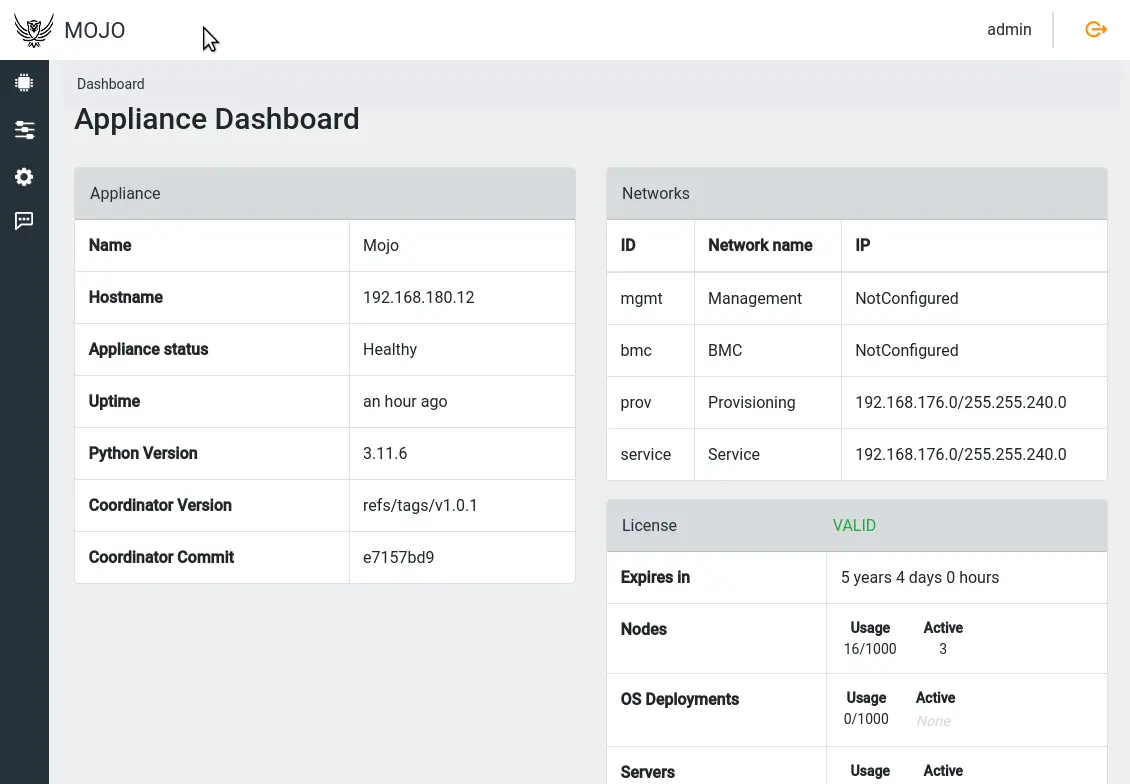 MOJO
admin
Dashboard
Appliance Dashboard
Appliance
Name Mojo
Hostname 192.168.180.12
Appliance status Healthy
Uptime an hour ago
Python Version 3.11.6
Coordinator Version refs/tags/v1.0.1
Coordinator Commit e7157bd9
Networks
ID Network name IP
mgmt Management NotConfigured
bmc BMC NotConfigured
prov Provisioning 192.168.176.0/255.255.240.0
service Service 192.168.176.0/255.255.240.0
License VALID
Expires in 5 years 4 days 0 hours
Nodes Usage Active
16/1000 3
OS Deployments Usage Active
0/1000 None
Servers Usage Active